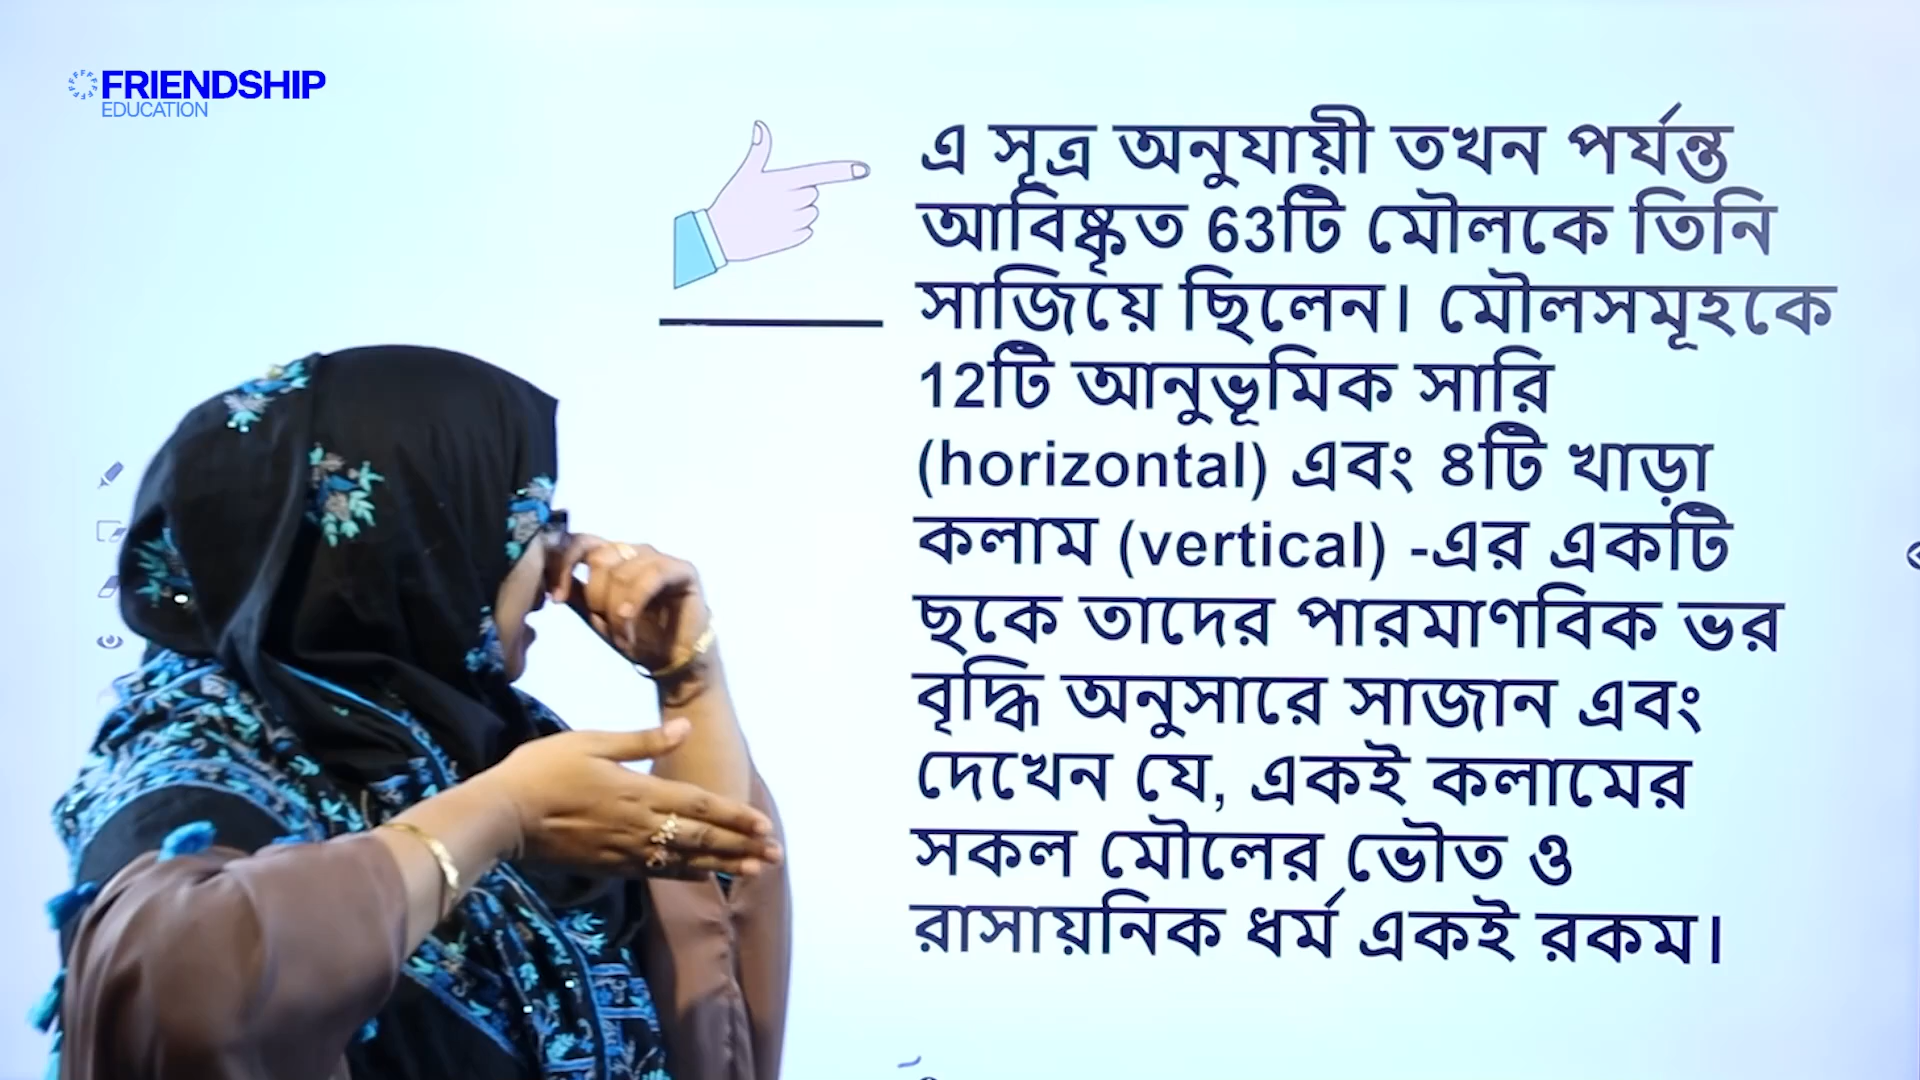 FRIENDSHIP
EDUCATION
এ সূত্র অনুযায়ী তখন পর্যন্ত
আবিষ্কৃত 63টি মৌলকে তিনি
সাজিয়ে ছিলেন। মৌলসমূহকে
12টি আনুভূমিক সারি
(horizontal) এবং ৪টি খাড়া
কলাম (vertical) -এর একটি
ছকে তাদের পারমাণবিক ভর
বৃদ্ধি অনুসারে সাজান এবং
দেখেন যে, একই কলামের
সকল মৌলের ভৌত ও
রাসায়নিক ধর্ম একই রকম।